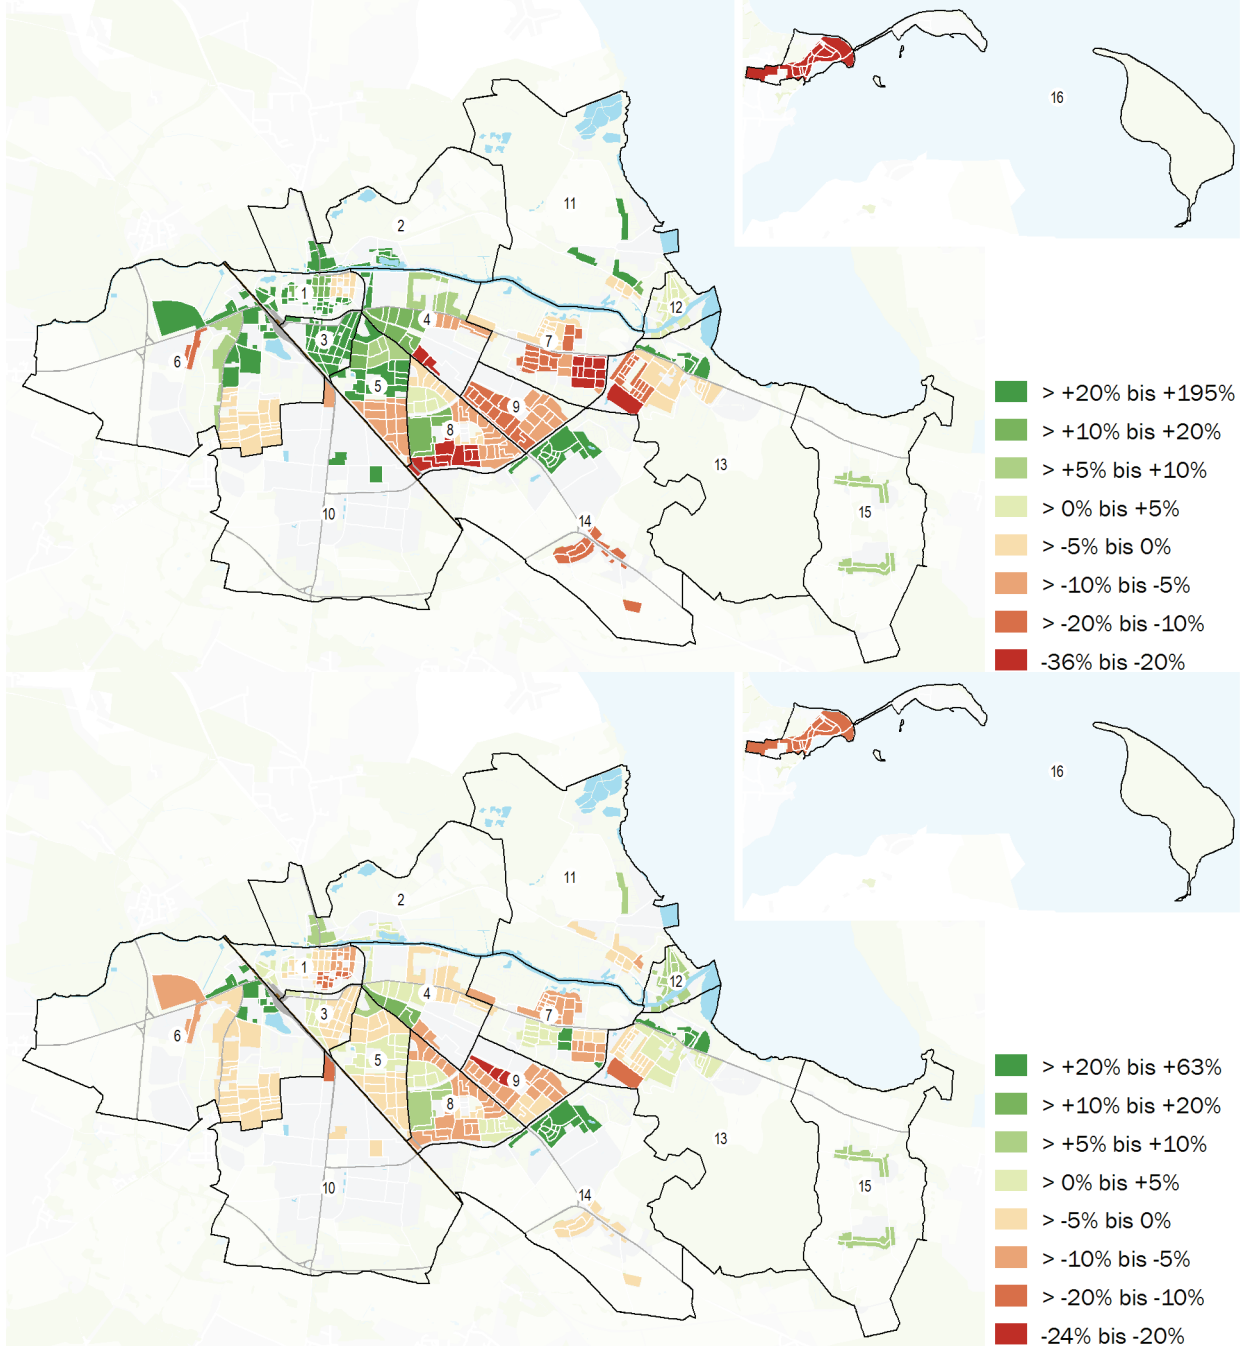 16
11
2
12
1
4
3
7
6
5
9
8
13
10
14
15
> +20% bis +195%
> +10% bis +20%
> +5% bis +10%
> 0% bis +5%
> -5% bis 0%
> -10% bis -5%
> -20% bis -10%
-36% bis -20%
16
11
2
12
1
4
3
7
6
5
9
8
13
10
14
15
> +20% bis +63%
> +10% bis +20%
> +5% bis +10%
> 0% bis +5%
> -5% bis 0%
> -10% bis -5%
> -20% bis -10%
-24% bis -20%